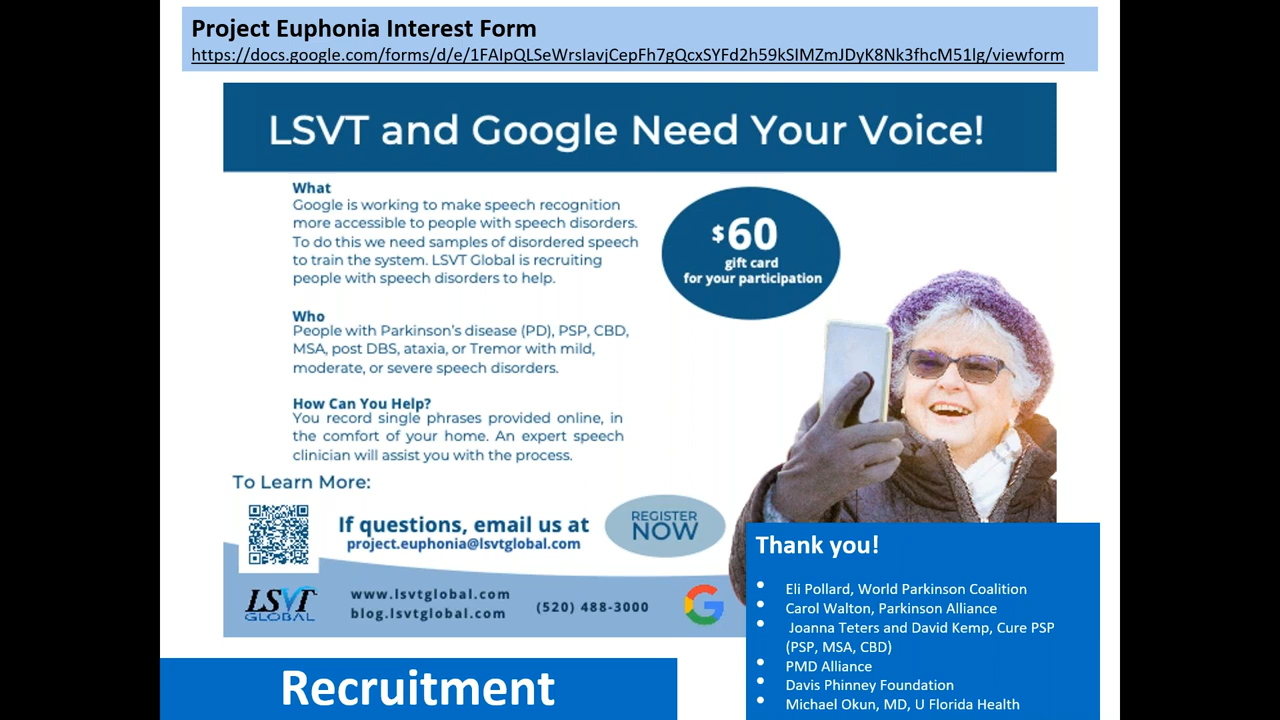 Project Euphonia Interest Form
https://docs.google.com/forms/d/e/1FAIpQLSeWrsIavjCepFh7gQcxSYFd2h59kSIMZmJDyK8Nk3fhcM51lg/viewform
LSVT and Google Need Your Voice!
What
Google is working to make speech recognition
more accessible to people with speech disorders.
To do this we need samples of disordered speech
to train the system. LSVT Global is recruiting
people with speech disorders to help.
$60
gift card
for your participation
Who
People with Parkinson's disease (PD), PSP, CBD,
MSA, post DBS, ataxia, or Tremor with mild,
moderate, or severe speech disorders.
How Can You Help?
You record single phrases provided online, in
the comfort of your home. An expert speech
clinician will assist you with the process.
To Learn More:
If questions, email us at
project.euphonia@lsvtglobal.com
REGISTER
NOW
LSVT
GLOBAL
www.lsvtglobal.com
blog.lsvtglobal.com
(520) 488-3000
G
Thank you!
• Eli Pollard, World Parkinson Coalition
• Carol Walton, Parkinson Alliance
• Joanna Teters and David Kemp, Cure PSP
(PSP, MSA, CBD)
• PMD Alliance
• Davis Phinney Foundation
• Michael Okun, MD, U Florida Health
Recruitment